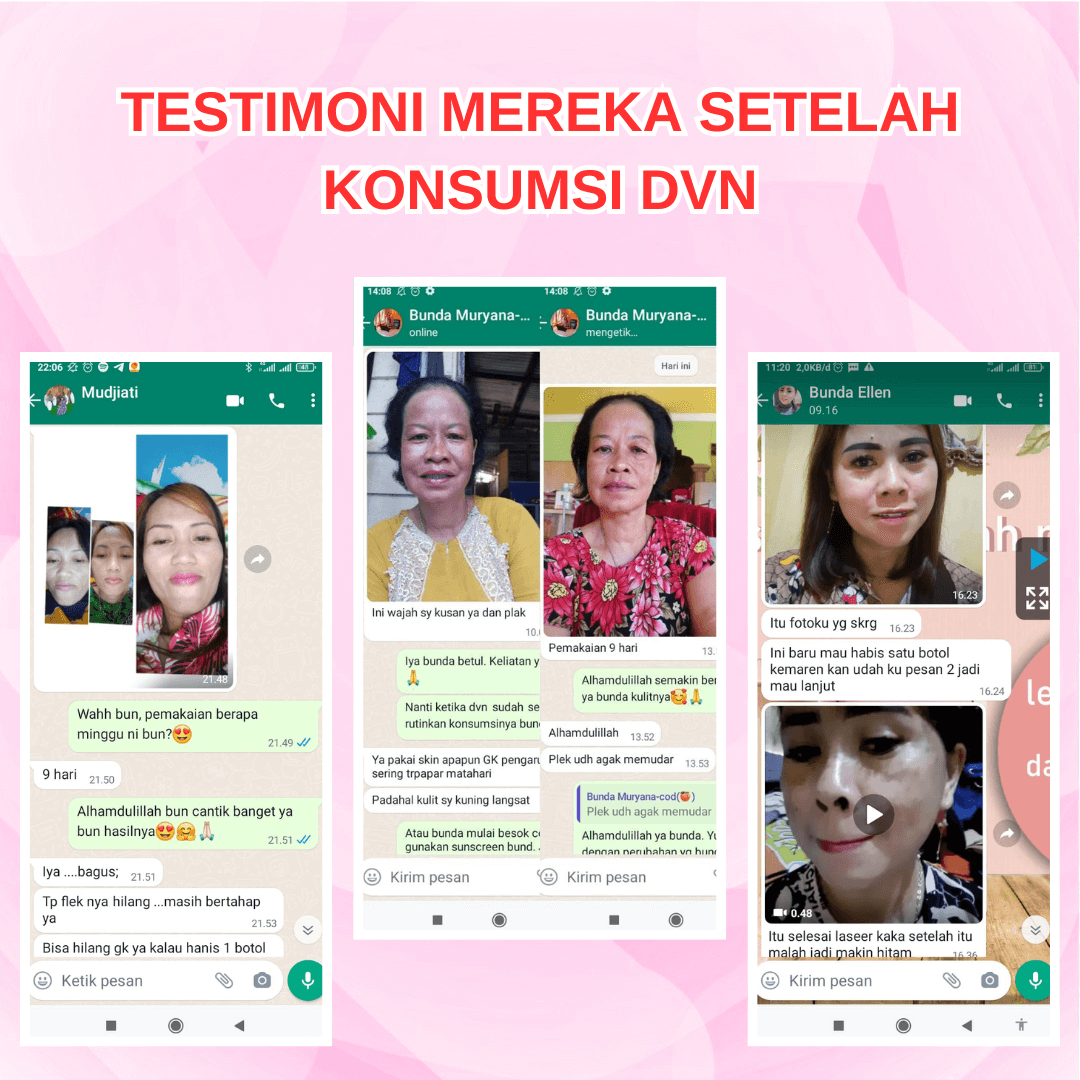 TESTIMONI MEREKA SETELAH
KONSUMSI DVN
22:06
Mudjiati
21.48
Wahh bun, pemakaian berapa
minggu ni bun?😍
21.49
9 hari 21.50
Alhamdulillah bun cantik banget ya
bun hasilnya😍🤗🙏🏻
21.51
Iya ....bagus; 21.51
Tp flek nya hilang ...masih bertahap
ya
21.53
Bisa hilang gk ya kalau hanis 1 botol
Ketik pesan
14:08
Bunda Muryana-...
online
Ini wajah sy kusan ya dan plak
Iya bunda betul. Keliatan y
🙏
Nanti ketika dvn sudah se
rutinkan konsumsinya bun
Ya pakai skin apapun GK pengaru
sering trpapar matahari
Padahal kulit sy kuning langsat
Atau bunda mulai besok co
gunakan sunscreen bund.
Kirim pesan
14:08
Bunda Muryana-...
mengetik...
Hari ini
Pemakaian 9 hari
13.
Alhamdulillah semakin ber
ya bunda kulitnya🥰🙏
Alhamdulillah 13.52
Plek udh agak memudar 13.53
Bunda Muryana-cod
Plek udh agak memudar
Alhamdulillah ya bunda. Yu
dengan perubahan yg bund
Kirim pesan
11:20 2,0KB/d
Bunda Ellen
09.16
16.23
Itu fotoku yg skrg 16.23
Ini baru mau habis satu botol
kemaren kan udah ku pesan 2 jadi
mau lanjut
16.24
0.48
Itu selesai laseer kaka setelah itu
malah jadi makin hitam 16.36
le
da
Kirim pesan